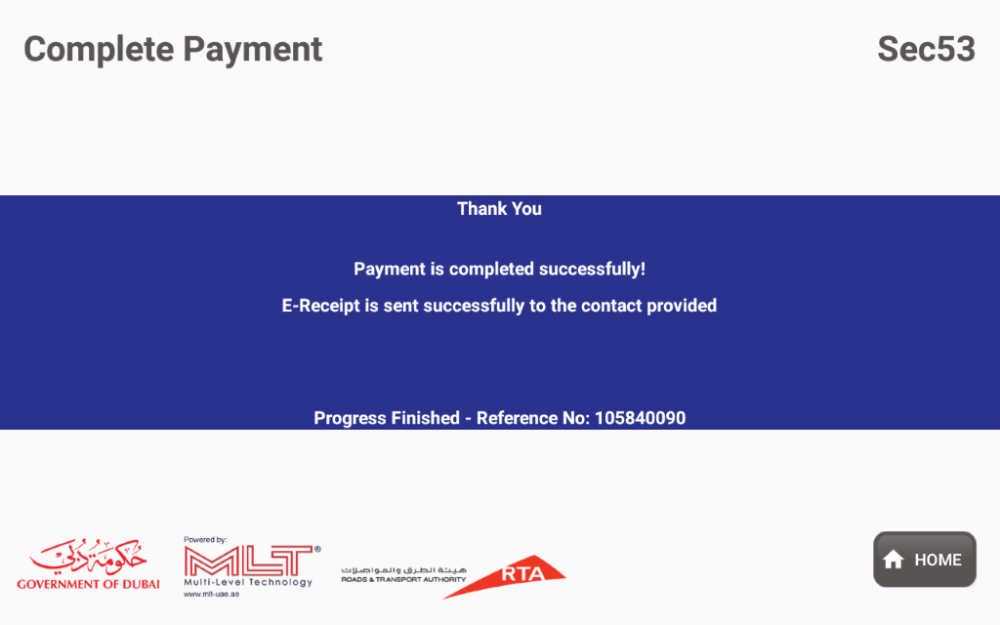 Complete Payment
Sec53
Thank You
Payment is completed successfully!
E-Receipt is sent successfully to the contact provided
Progress Finished - Reference No: 105840090
حكومة دبي
GOVERNMENT OF DUBAI
Powered by:
MLT®
Multi-Level Technology
www.mlt-uae.ae
هيئة الطرق والمواصلات
ROADS & TRANSPORT AUTHORITY
RTA
HOME